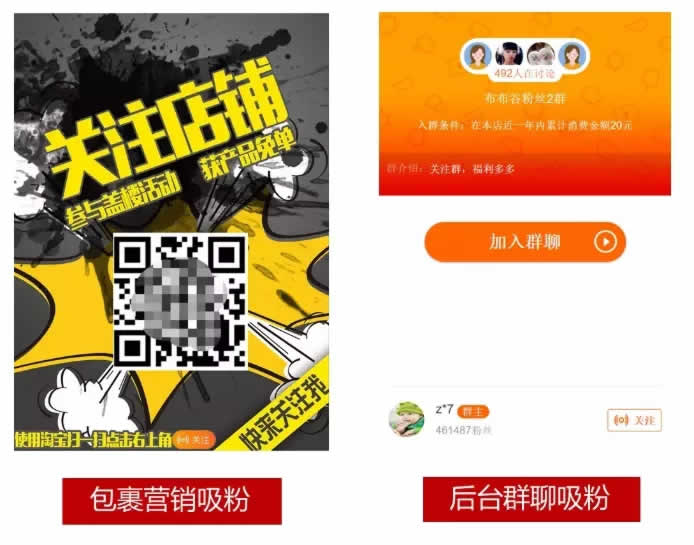 关注店铺
参与盖楼活动 获产品免单
使用淘宝扫一扫点击右上角 关注
快来关注我
包裹营销吸粉
492人在讨论
布布谷粉丝2群
入群条件：在本店近一年内累计消费金额20元
群介绍：关注群，福利多多
加入群聊
z*7 群主
关注
461487粉丝
后台群聊吸粉